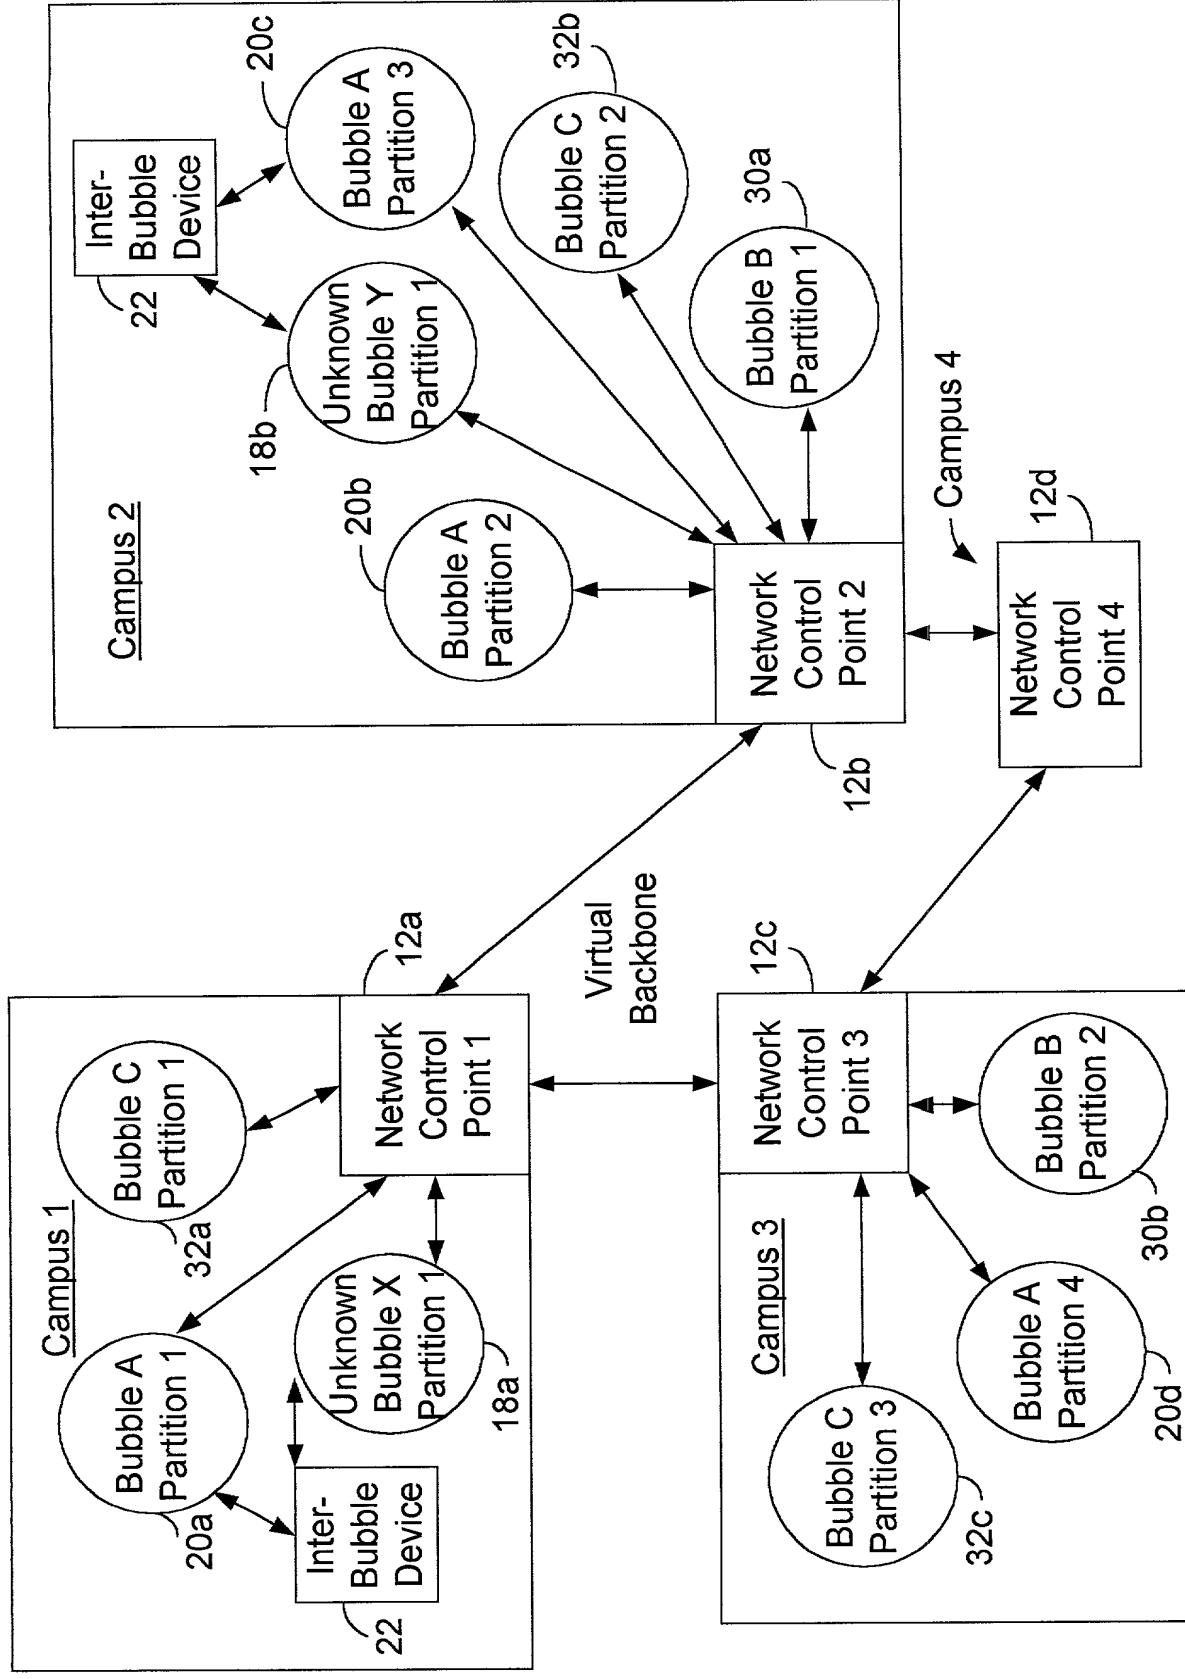 Campus 1
Bubble A
Partition 1
20a
Bubble C
Partition 1
32a
Inter-
Bubble
Device
22
Unknown
Bubble X
Partition 1
18a
Network
Control
Point 1
12a
Virtual
Backbone
Campus 2
Bubble A
Partition 2
20b
Unknown
Bubble Y
Partition 1
18b
Inter-
Bubble
Device
22
Bubble A
Partition 3
20c
Bubble C
Partition 2
32b
Bubble B
Partition 1
30a
Network
Control
Point 2
12b
Campus 3
Bubble C
Partition 3
32c
Bubble A
Partition 4
20d
Bubble B
Partition 2
30b
Network
Control
Point 3
12c
Campus 4
Network
Control
Point 4
12d